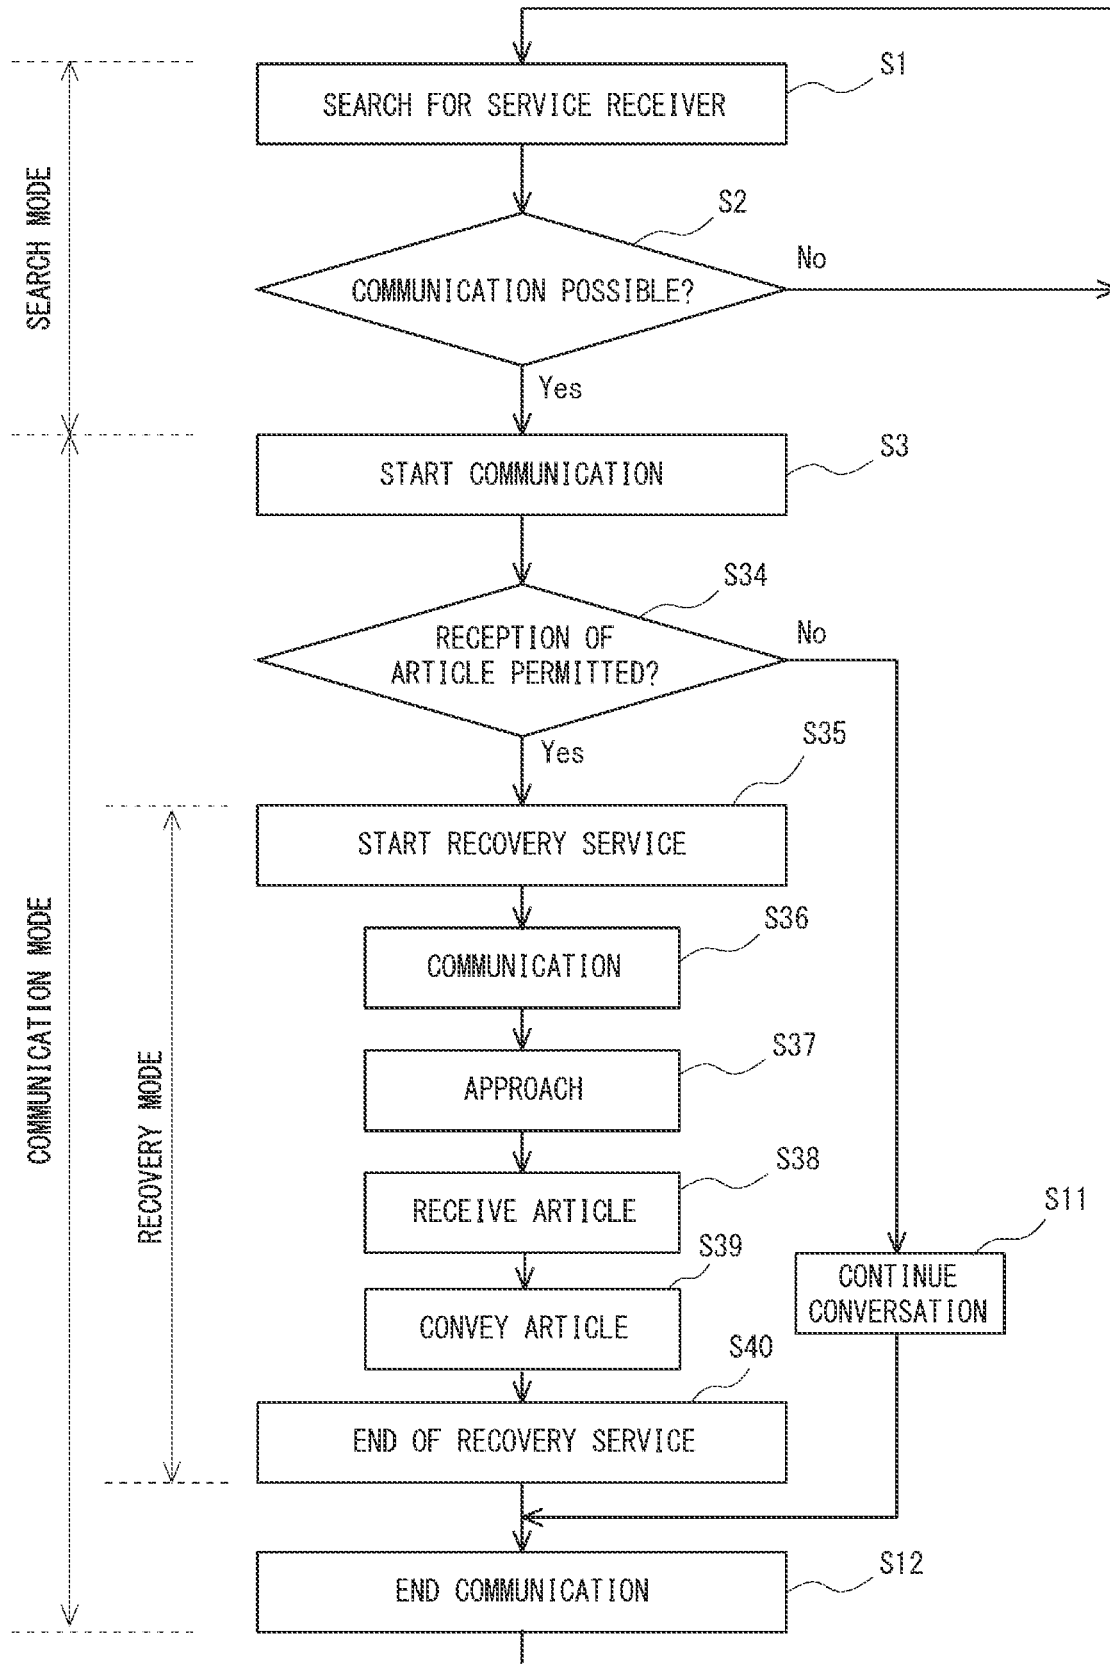 S1
SEARCH FOR SERVICE RECEIVER
S2
COMMUNICATION POSSIBLE?
No
Yes
SEARCH MODE
S3
START COMMUNICATION
S34
RECEPTION OF
ARTICLE PERMITTED?
No
Yes
S35
START RECOVERY SERVICE
S36
COMMUNICATION
S37
APPROACH
S38
RECEIVE ARTICLE
S39
CONVEY ARTICLE
S11
CONTINUE
CONVERSATION
S40
END OF RECOVERY SERVICE
RECOVERY MODE
COMMUNICATION MODE
S12
END COMMUNICATION